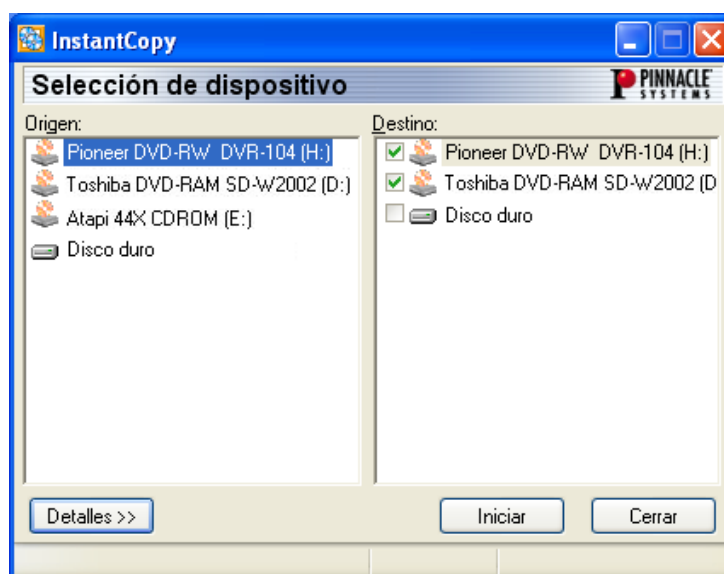 InstantCopy
Selección de dispositivo
PINNACLE
SYSTEMS
Origen:
Pioneer DVD-RW DVR-104 (H:)
Toshiba DVD-RAM SD-W2002 (D:)
Atapi 44X CDROM (E:)
Disco duro
Destino:
Pioneer DVD-RW DVR-104 (H:)
Toshiba DVD-RAM SD-W2002 (D
Disco duro
Detalles >>
Iniciar
Cerrar